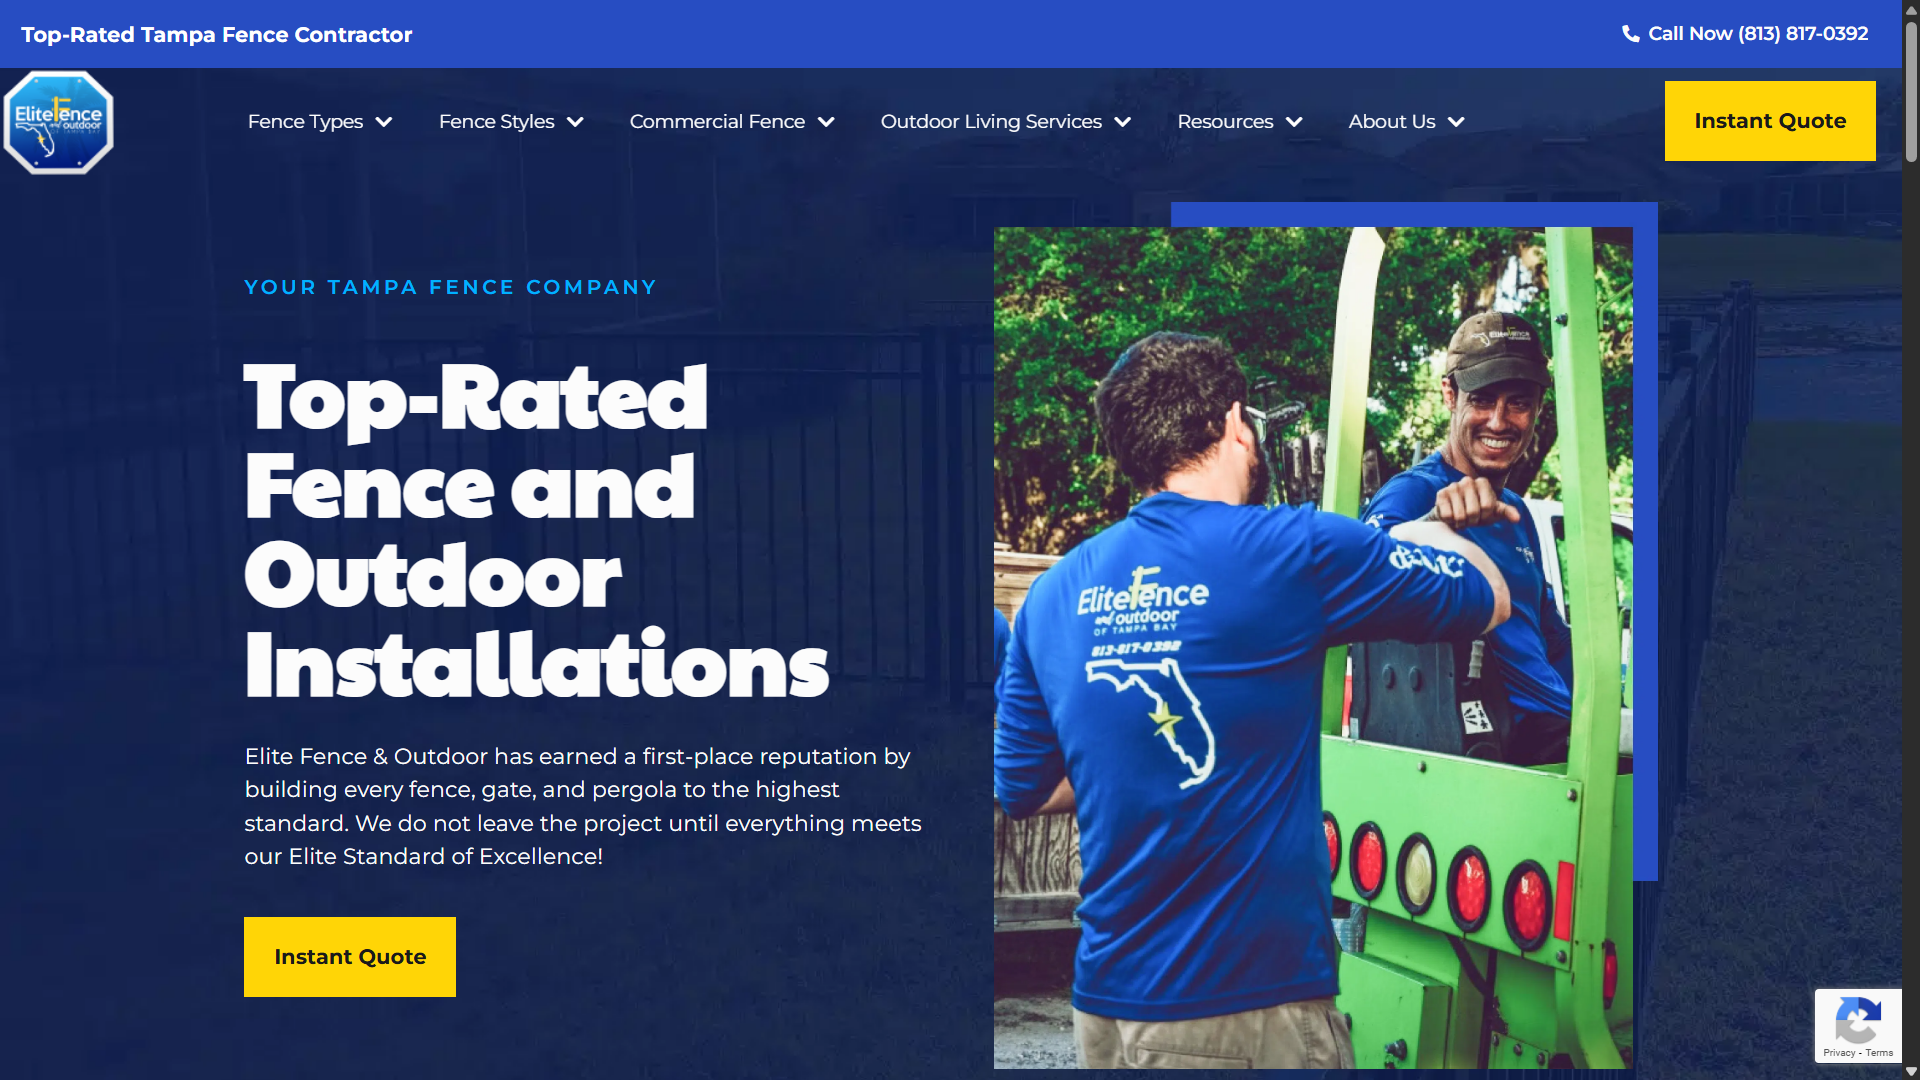 Top-Rated Tampa Fence Contractor
Call Now (813) 817-0392
EliteFence
and outdoor
OF TAMPA BAY
Fence Types
Fence Styles
Commercial Fence
Outdoor Living Services
Resources
About Us
Instant Quote
YOUR TAMPA FENCE COMPANY
Top-Rated
Fence and
Outdoor
Installations
Elite Fence & Outdoor has earned a first-place reputation by
building every fence, gate, and pergola to the highest
standard. We do not leave the project until everything meets
our Elite Standard of Excellence!
Instant Quote
EliteFence
EliteFence
and outdoor
OF TAMPA BAY
813-817-0392
Privacy - Terms